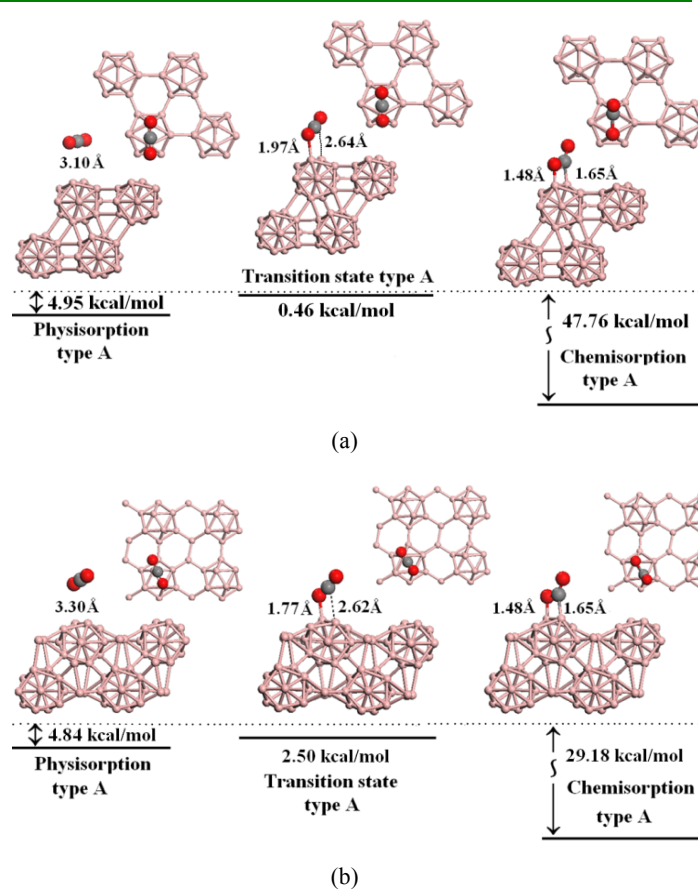 3.10Å
1.97Å
2.64Å
1.48Å
1.65Å
Transition state type A
4.95 kcal/mol
Physisorption
type A
0.46 kcal/mol
47.76 kcal/mol
Chemisorption
type A
(a)
3.30Å
1.77Å
2.62Å
1.48Å
1.65Å
4.84 kcal/mol
Physisorption
type A
2.50 kcal/mol
Transition state
type A
29.18 kcal/mol
Chemisorption
type A
(b)